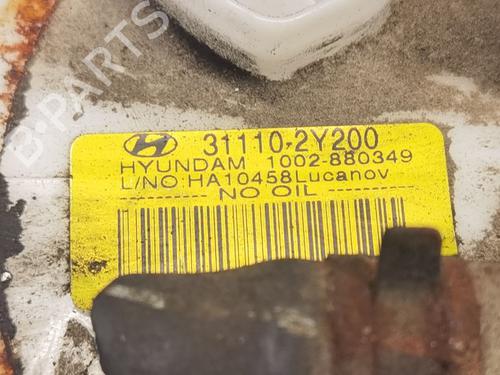 B-PARTS
31110-2Y200
HYUNDAM 1002-880349
L/NO:HA10458Lucanov
NO OIL